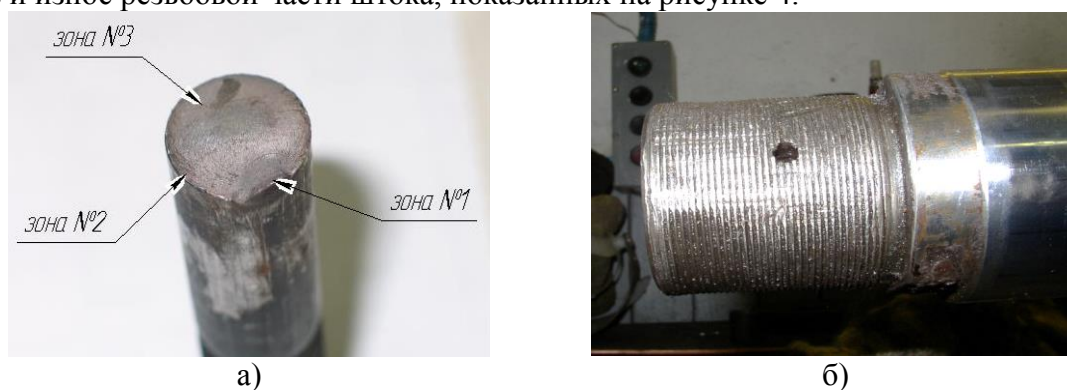 и износ резьбовой части штока, показанных на рисунке 4.
зона №3
зона №2
зона №1
а)
б)